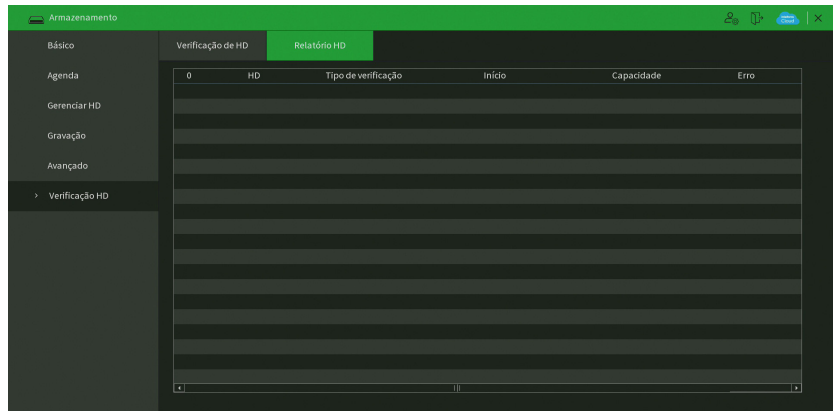 Armazenamento
Cloud
Básico
Verificação de HD
Relatório HD
Agenda
0 HD Tipo de verificação Início Capacidade Erro
Gerenciar HD
Gravação
Avançado
> Verificação HD